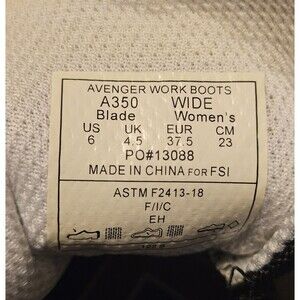 AVENGER WORK BOOTS
A350 WIDE
Blade Women's
US UK EUR CM
6 4.5 37.5 23
PO#13088
MADE IN CHINA FOR FSI
ASTM F2413-18
F/I/C
EH